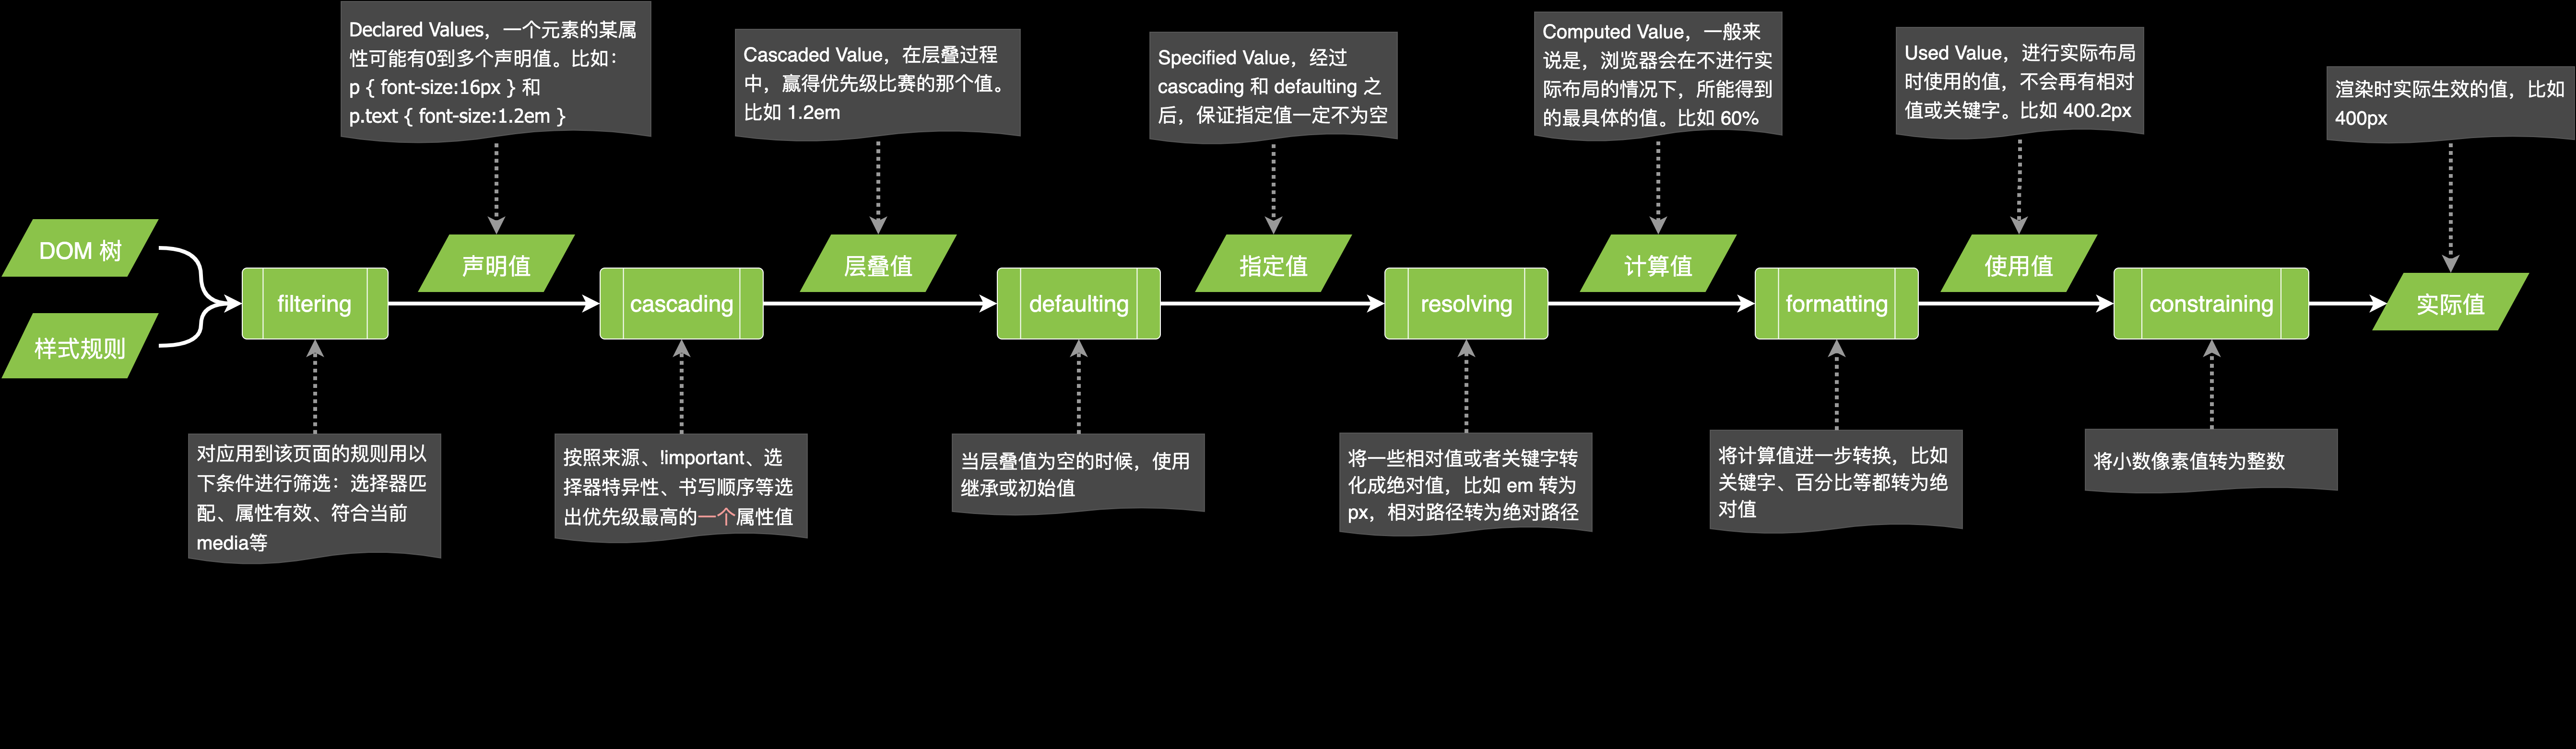 Declared Values，一个元素的某属
性可能有0到多个声明值。比如：
p { font-size:16px } 和
p.text { font-size:1.2em }
Cascaded Value，在层叠过程
中，赢得优先级比赛的那个值。
比如 1.2em
Specified Value，经过
cascading 和 defaulting 之
后，保证指定值一定不为空
Computed Value，一般来
说是，浏览器会在不进行实
际布局的情况下，所能得到
的最具体的值。比如 60%
Used Value，进行实际布局
时使用的值，不会再有相对
值或关键字。比如 400.2px
渲染时实际生效的值，比如
400px
DOM 树
样式规则
filtering
声明值
cascading
层叠值
defaulting
指定值
resolving
计算值
formatting
使用值
constraining
实际值
对应用到该页面的规则用以
下条件进行筛选：选择器匹
配、属性有效、符合当前
media等
按照来源、!important、选
择器特异性、书写顺序等选
出优先级最高的一个属性值
当层叠值为空的时候，使用
继承或初始值
将一些相对值或者关键字转
化成绝对值，比如 em 转为
px，相对路径转为绝对路径
将计算值进一步转换，比如
关键字、百分比等都转为绝
对值
将小数像素值转为整数